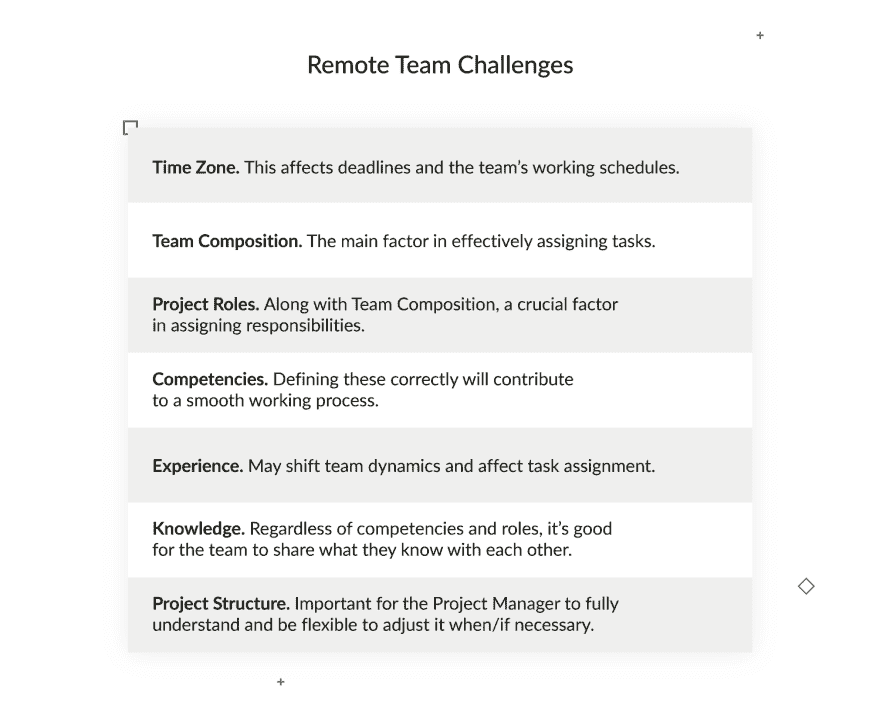 Remote Team Challenges
Time Zone. This affects deadlines and the team’s working schedules.
Team Composition. The main factor in effectively assigning tasks.
Project Roles. Along with Team Composition, a crucial factor
in assigning responsibilities.
Competencies. Defining these correctly will contribute
to a smooth working process.
Experience. May shift team dynamics and affect task assignment.
Knowledge. Regardless of competencies and roles, it’s good
for the team to share what they know with each other.
Project Structure. Important for the Project Manager to fully
understand and be flexible to adjust it when/if necessary.